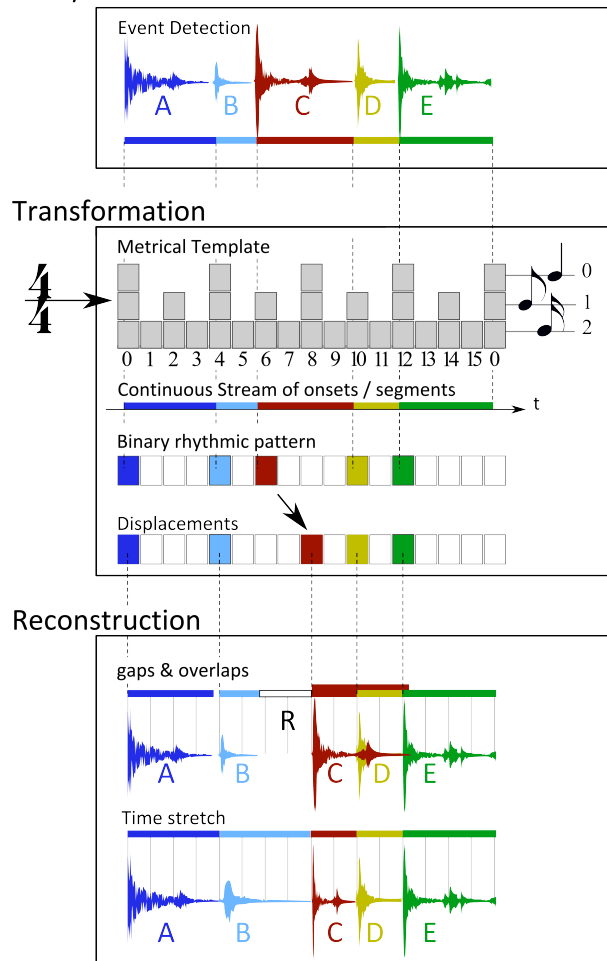 Event Detection
A B C D E
Transformation
Metrical Template
4
4
0
1
2
0 1 2 3 4 5 6 7 8 9 10 11 12 13 14 15 0
Continuous Stream of onsets / segments
t
Binary rhythmic pattern
Displacements
Reconstruction
gaps & overlaps
R
A B C D E
Time stretch
A B C D E